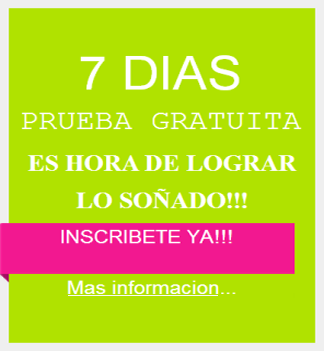 7 DIAS
PRUEBA GRATUITA
ES HORA DE LOGRAR
LO SOÑADO!!!
INSCRIBETE YA!!!
Mas informacion...